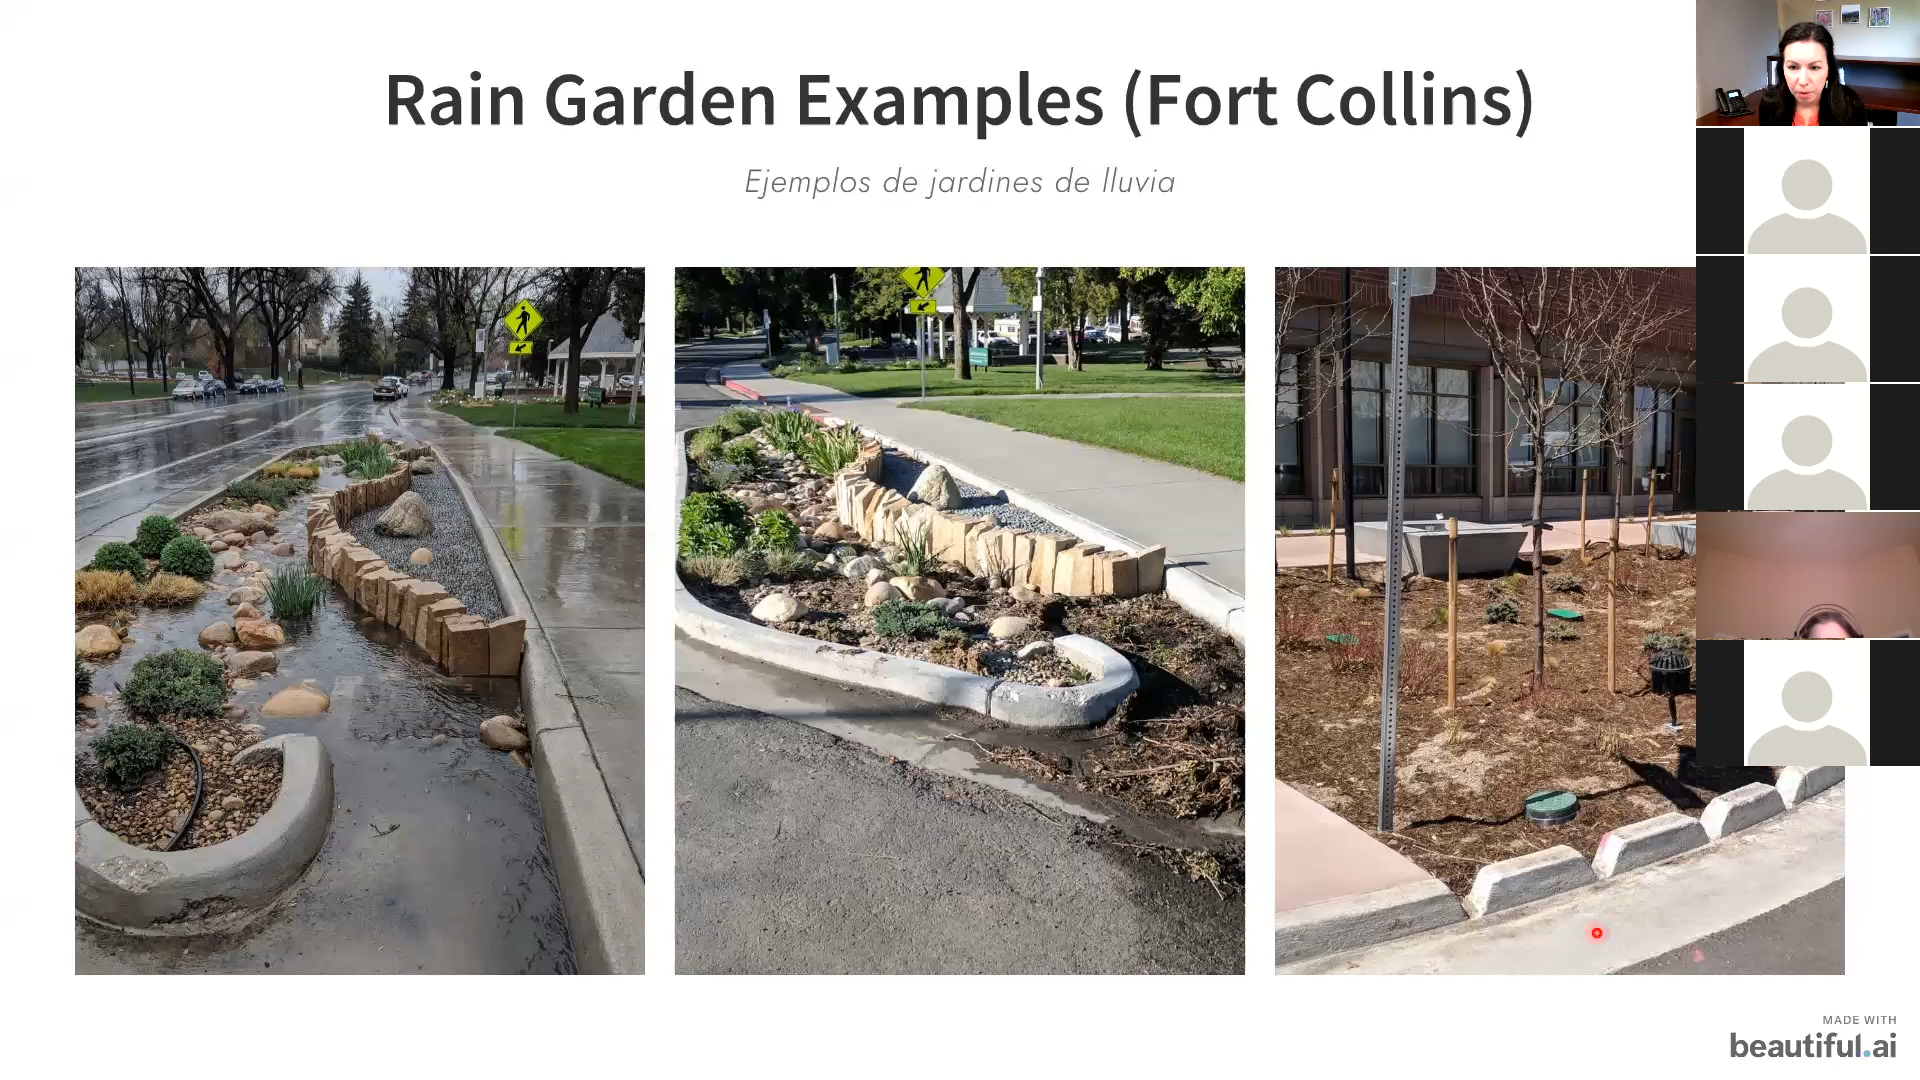 Rain Garden Examples (Fort Collins)
Ejemplos de jardines de lluvia
MADE WITH
beautiful.ai